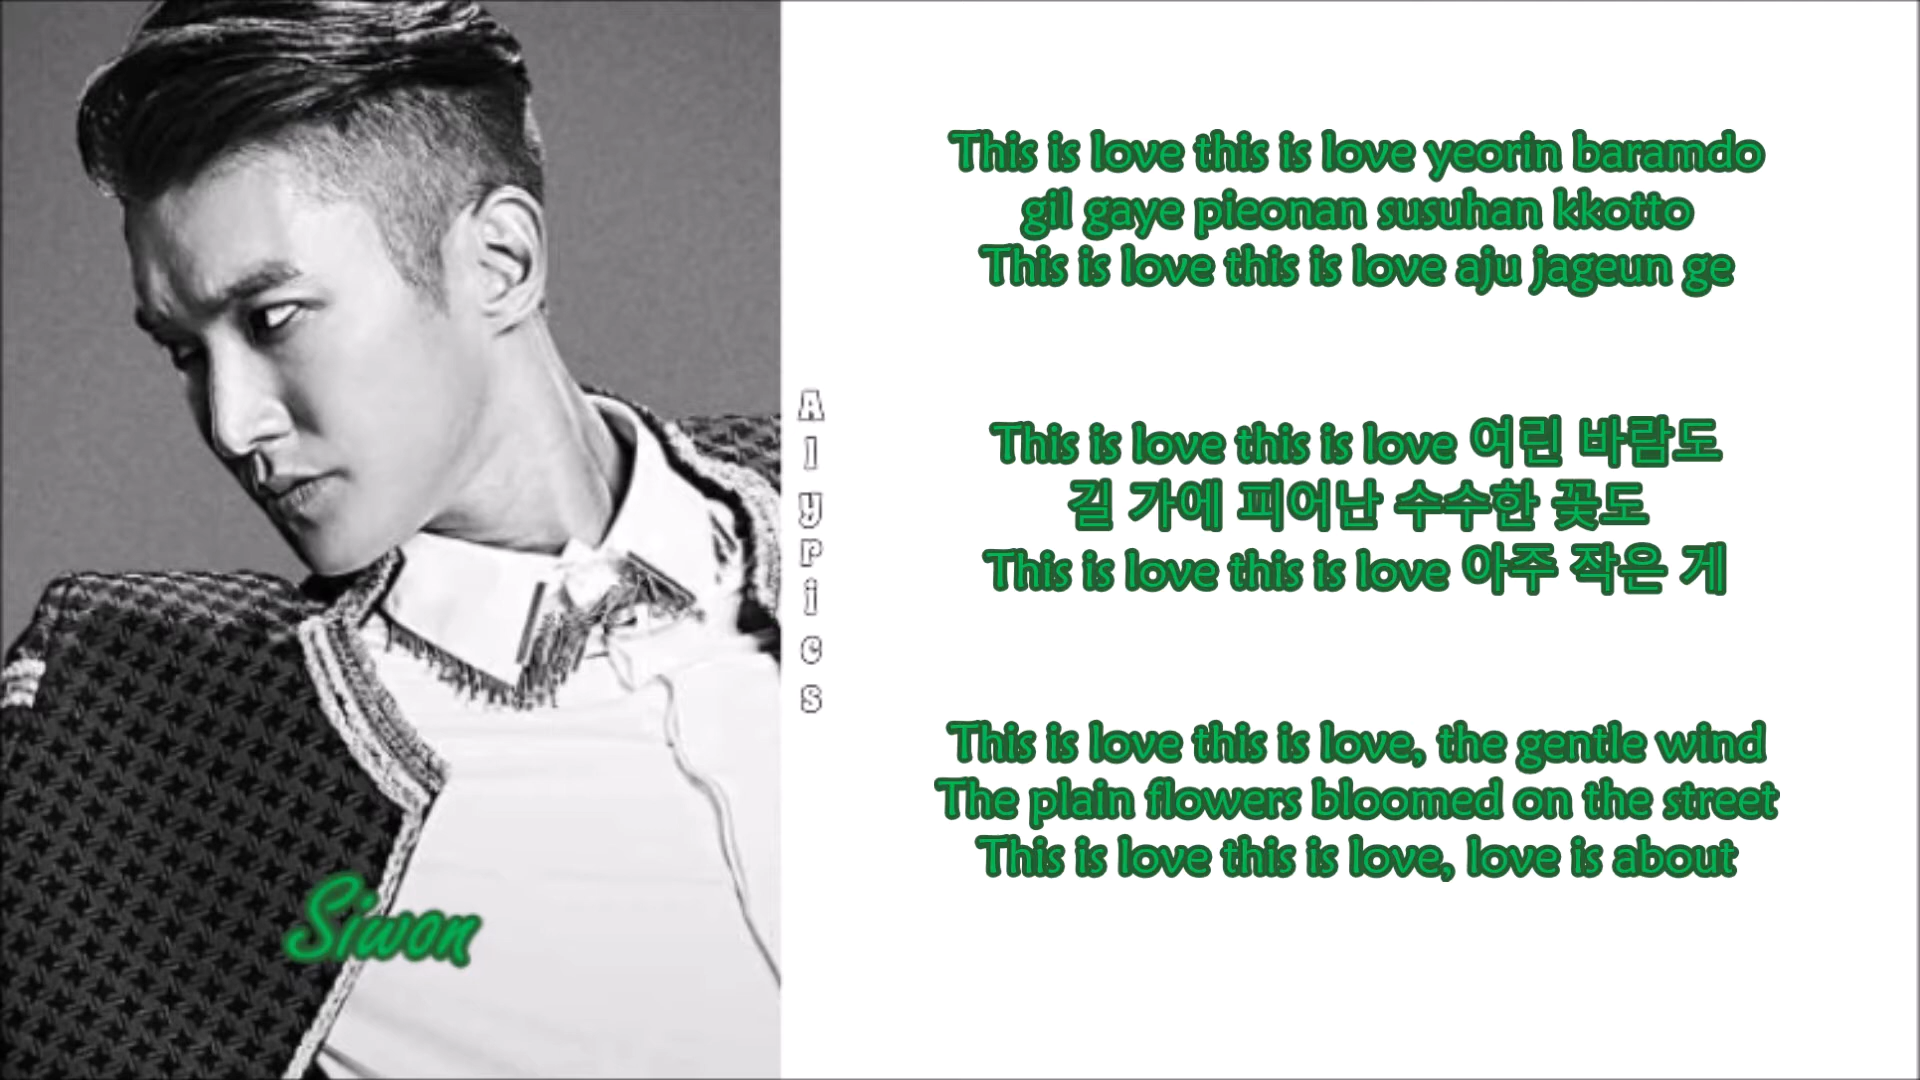 This is love this is love yeorin baramdo
gil gaye pieonan susuhan kkotto
This is love this is love aju jageun ge
This is love this is love 여린 바람도
길 가에 피어난 수수한 꽃도
This is love this is love 아주 작은 게
This is love this is love, the gentle wind
The plain flowers bloomed on the street
This is love this is love, love is about
Siwon
AlyPics